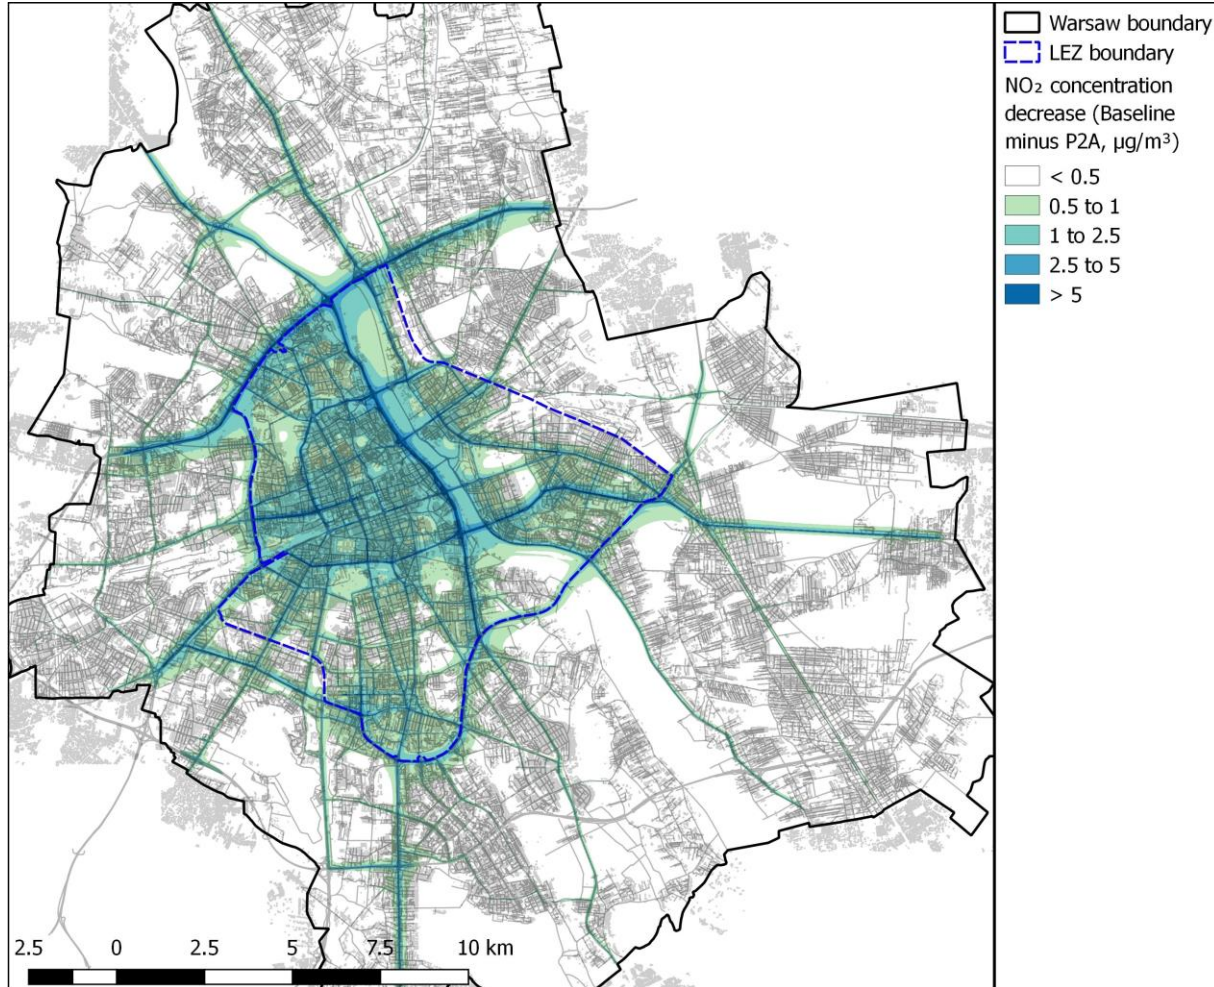 Warsaw boundary
LEZ boundary
NO₂ concentration
decrease (Baseline
minus P2A, µg/m³)
< 0.5
0.5 to 1
1 to 2.5
2.5 to 5
> 5
2.5 0 2.5 5 7.5 10 km